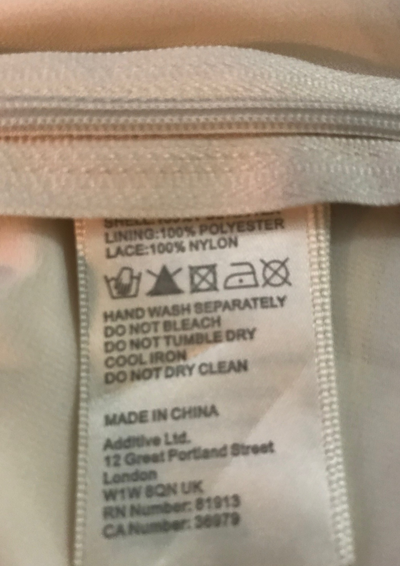 LINING:100% POLYESTER
LACE:100% NYLON
HAND WASH SEPARATELY
DO NOT BLEACH
DO NOT TUMBLE DRY
COOL IRON
DO NOT DRY CLEAN
MADE IN CHINA
Additive Ltd.
12 Great Portland Street
London
W1W 8QN UK
RN Number: 81913
CA Number: 36979